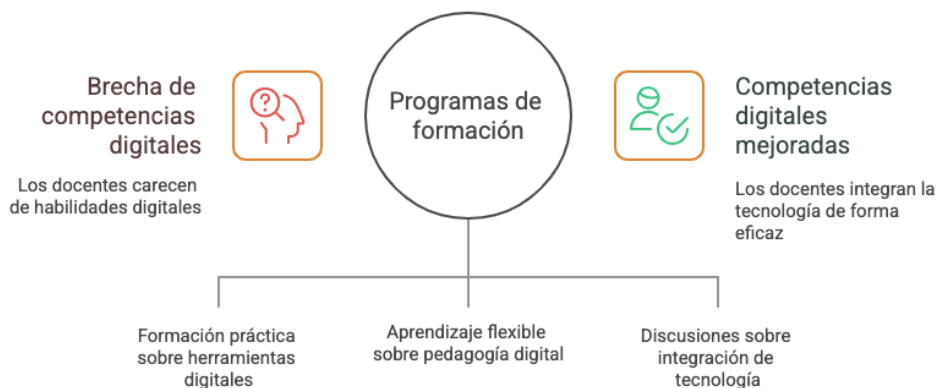 Brecha de
competencias
digitales
Los docentes carecen
de habilidades digitales
?
Programas de
formación
Competencias
digitales
mejoradas
Los docentes integran la
tecnología de forma
eficaz
Formación práctica
sobre herramientas
digitales
Aprendizaje flexible
sobre pedagogía digital
Discusiones sobre
integración de
tecnología